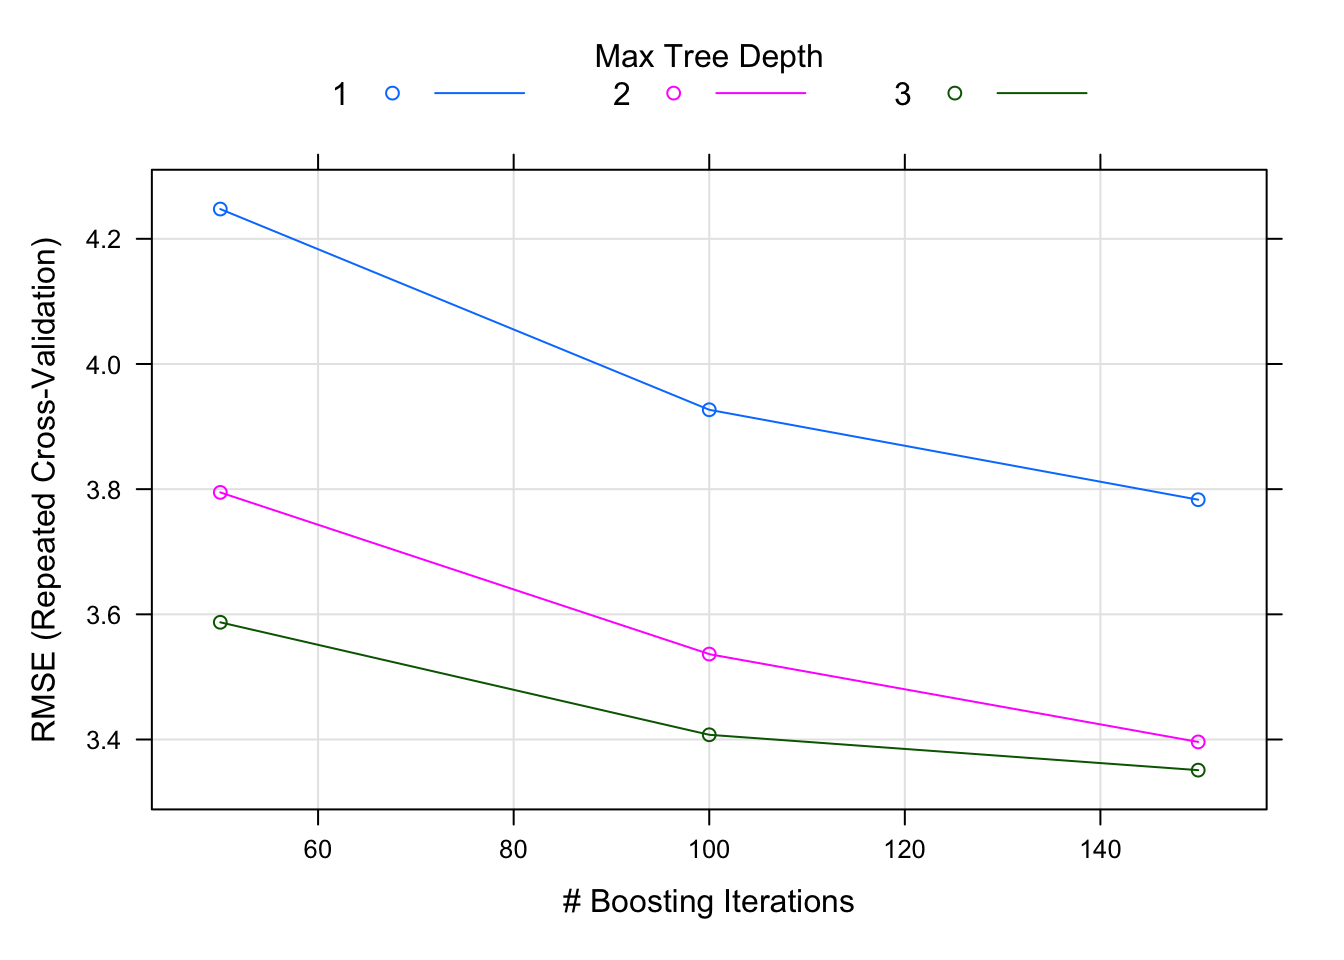 Max Tree Depth
1 2 3
4.2
4.0
3.8
3.6
3.4
RMSE (Repeated Cross-Validation)
60 80 100 120 140
# Boosting Iterations